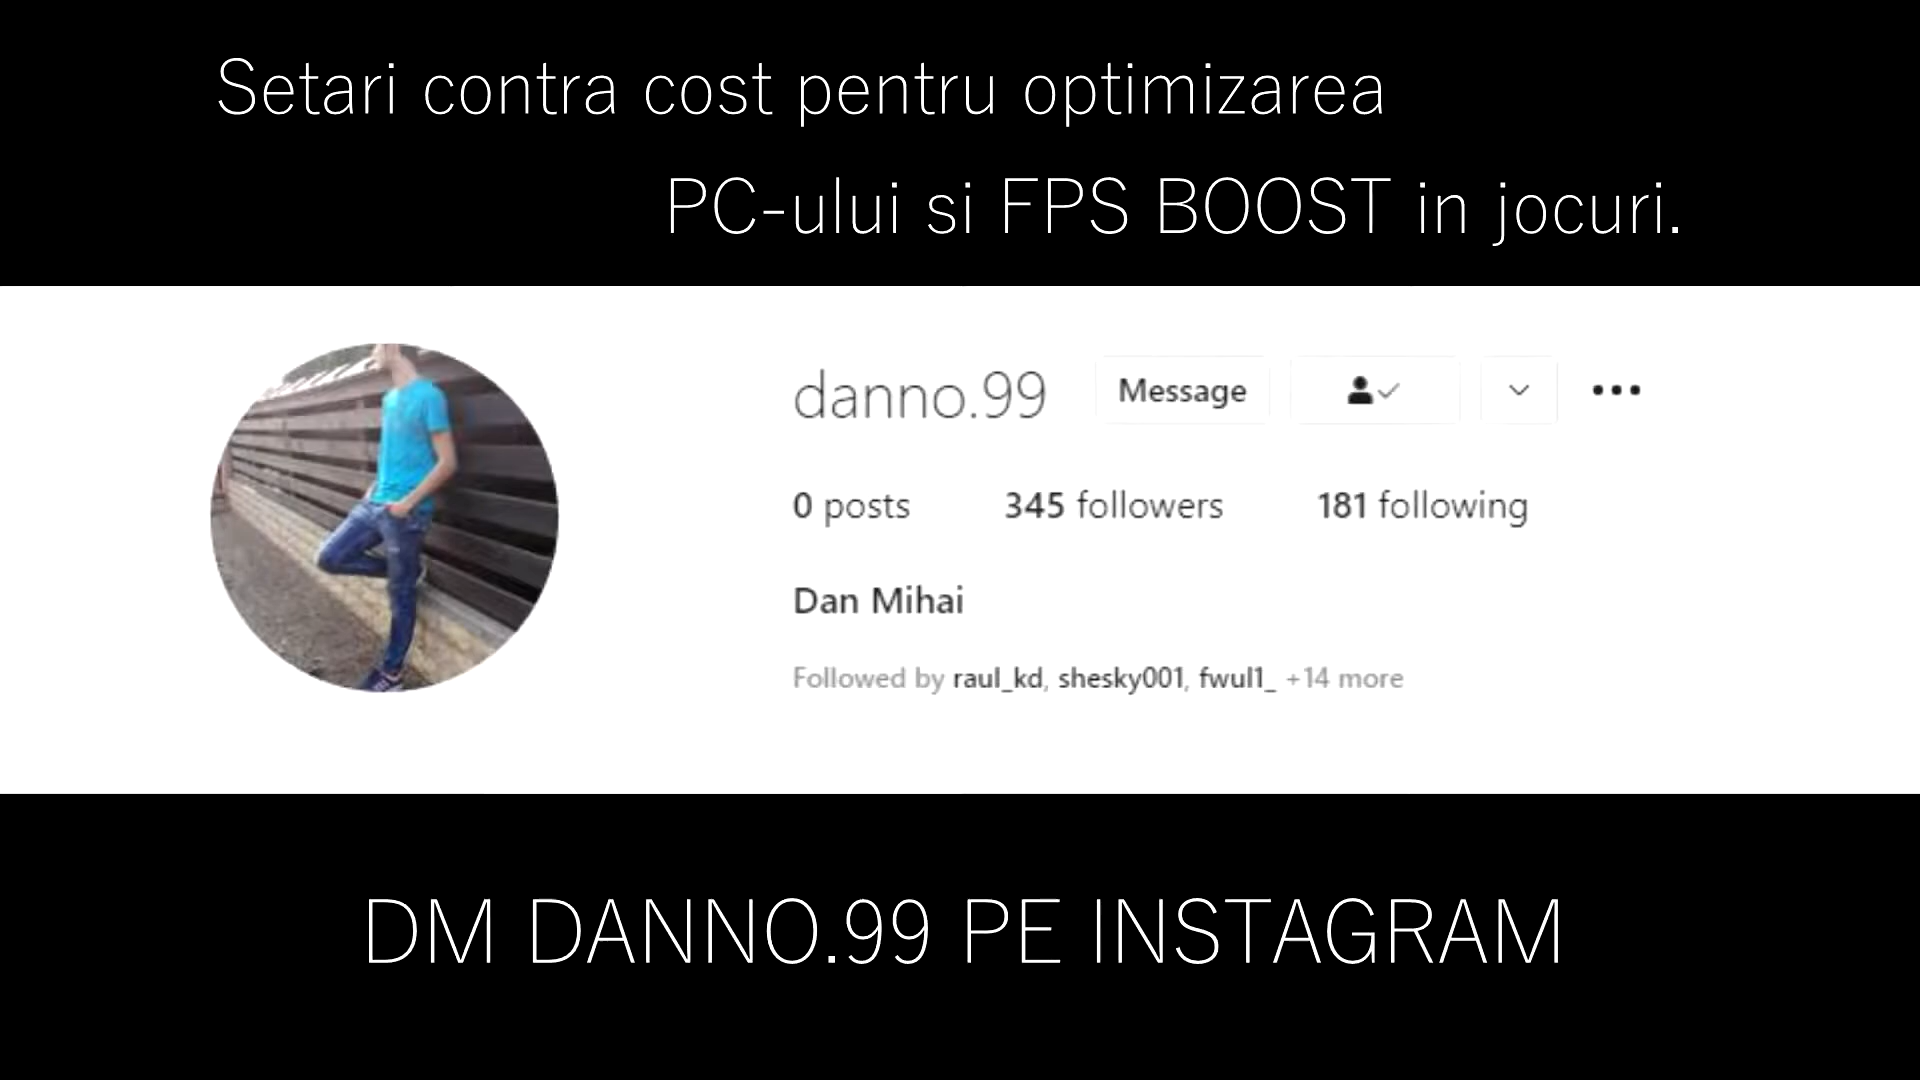 Setari contra cost pentru optimizarea
PC-ului si FPS BOOST in jocuri.
danno.99 Message
0 posts 345 followers 181 following
Dan Mihai
Followed by raul_kd, shesky001, fwul1_ +14 more
DM DANNO.99 PE INSTAGRAM